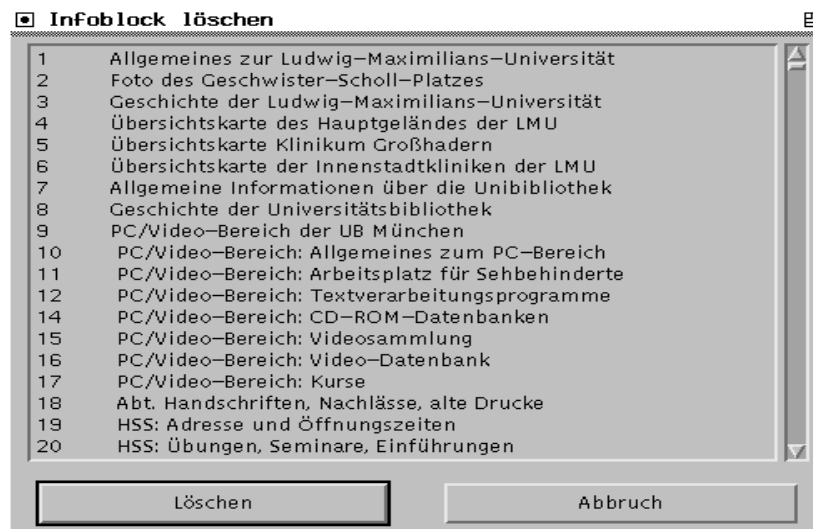 Infoblock löschen
1 Allgemeines zur Ludwig-Maximilians-Universität
2 Foto des Geschwister-Scholl-Platzes
3 Geschichte der Ludwig-Maximilians-Universität
4 Übersichtskarte des Hauptgeländes der LMU
5 Übersichtskarte Klinikum Großhadern
6 Übersichtskarte der Innenstadtkliniken der LMU
7 Allgemeine Informationen über die Unibibliothek
8 Geschichte der Universitätsbibliothek
9 PC/Video-Bereich der UB München
10 PC/Video-Bereich: Allgemeines zum PC-Bereich
11 PC/Video-Bereich: Arbeitsplatz für Sehbehinderte
12 PC/Video-Bereich: Textverarbeitungsprogramme
14 PC/Video-Bereich: CD-ROM-Datenbanken
15 PC/Video-Bereich: Videosammlung
16 PC/Video-Bereich: Video-Datenbank
17 PC/Video-Bereich: Kurse
18 Abt. Handschriften, Nachlässe, alte Drucke
19 HSS: Adresse und Öffnungszeiten
20 HSS: Übungen, Seminare, Einführungen
Löschen Abbruch